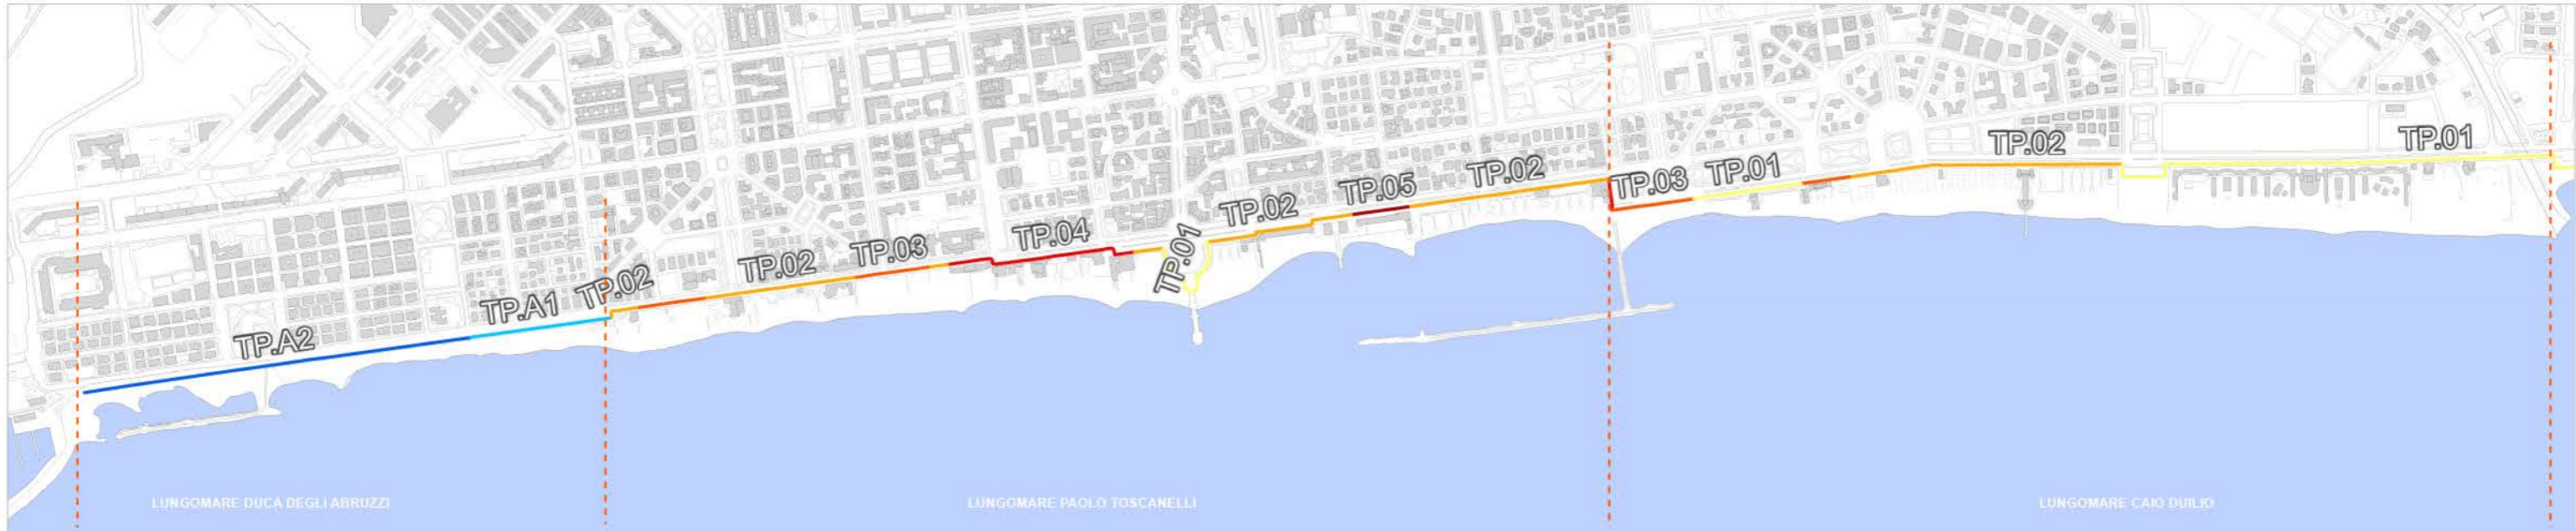 TP.A2
TP.A1
TP.02
TP.02
TP.03
TP.04
TP.01
TP.02
TP.05
TP.02
TP.03
TP.01
TP.02
TP.01
LUNGOMARE DUCA DEGLI ABRUZZI
LUNGOMARE PAOLO TOSCANELLI
LUNGOMARE CAIO DUILIO